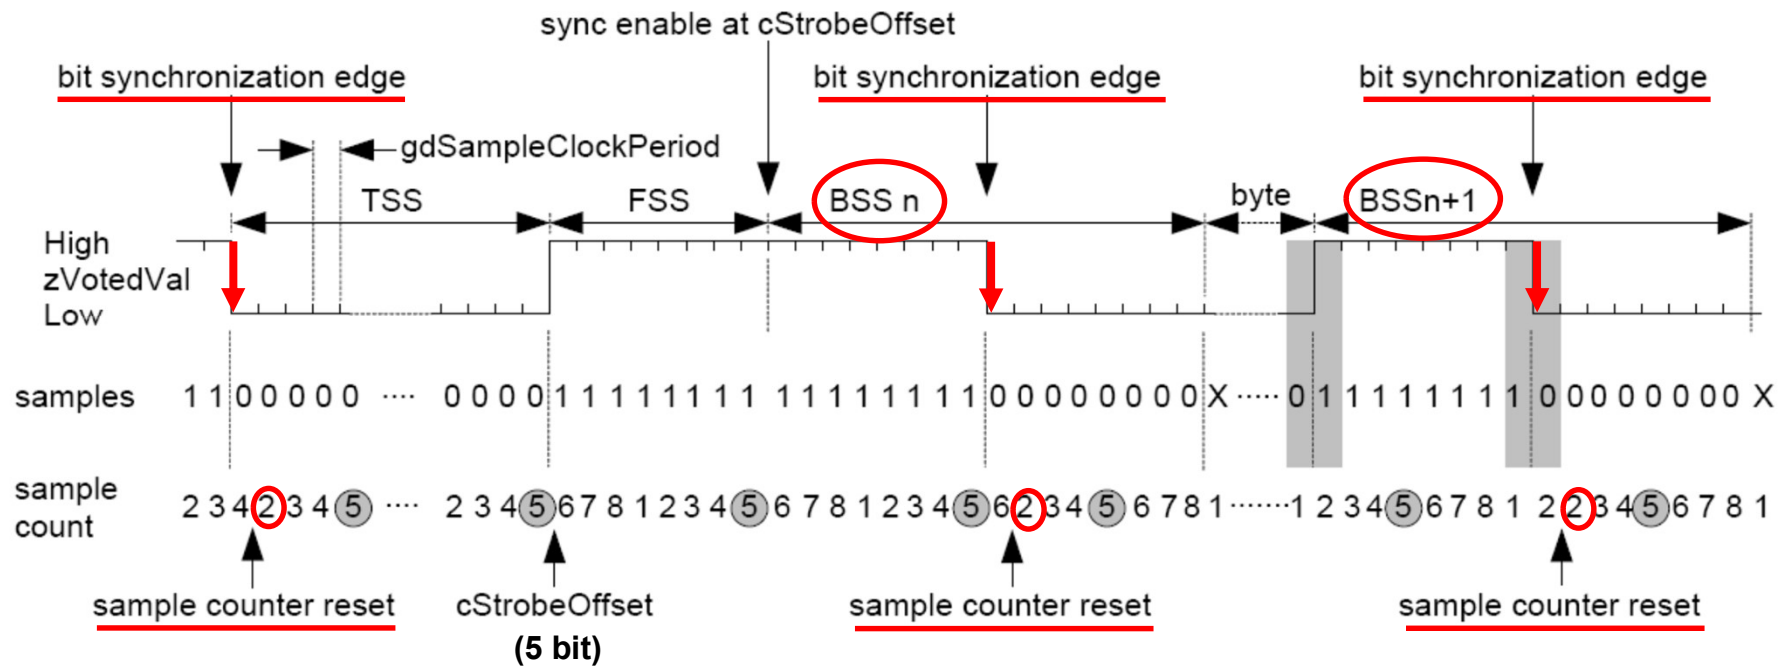 sync enable at cStrobeOffset
bit synchronization edge bit synchronization edge bit synchronization edge
gdSampleClockPeriod
TSS FSS BSS n byte BSSn+1
High
zVotedVal
Low
samples 1 1 0 0 0 0 0 ···· 0 0 0 0 1 1 1 1 1 1 1 1 1 1 1 1 1 1 1 1 0 0 0 0 0 0 0 0 X ····· 0 1 1 1 1 1 1 1 1 0 0 0 0 0 0 0 0 X
sample
count 2 3 4 2 3 4 5 ···· 2 3 4 5 6 7 8 1 2 3 4 5 6 7 8 1 2 3 4 5 6 2 3 4 5 6 7 8 1 ······· 1 2 3 4 5 6 7 8 1 2 2 3 4 5 6 7 8 1
sample counter reset cStrobeOffset sample counter reset sample counter reset
(5 bit)